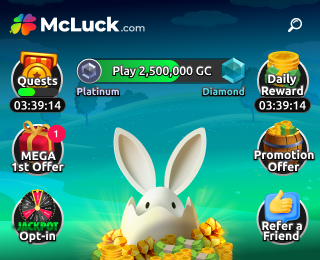 McLuck.com
Quests
03:39:14
Play 2,500,000 GC
Platinum
Diamond
Daily
Reward
03:39:14
1
MEGA
1st Offer
Promotion
Offer
JACKPOT
Opt-in
Refer a
Friend